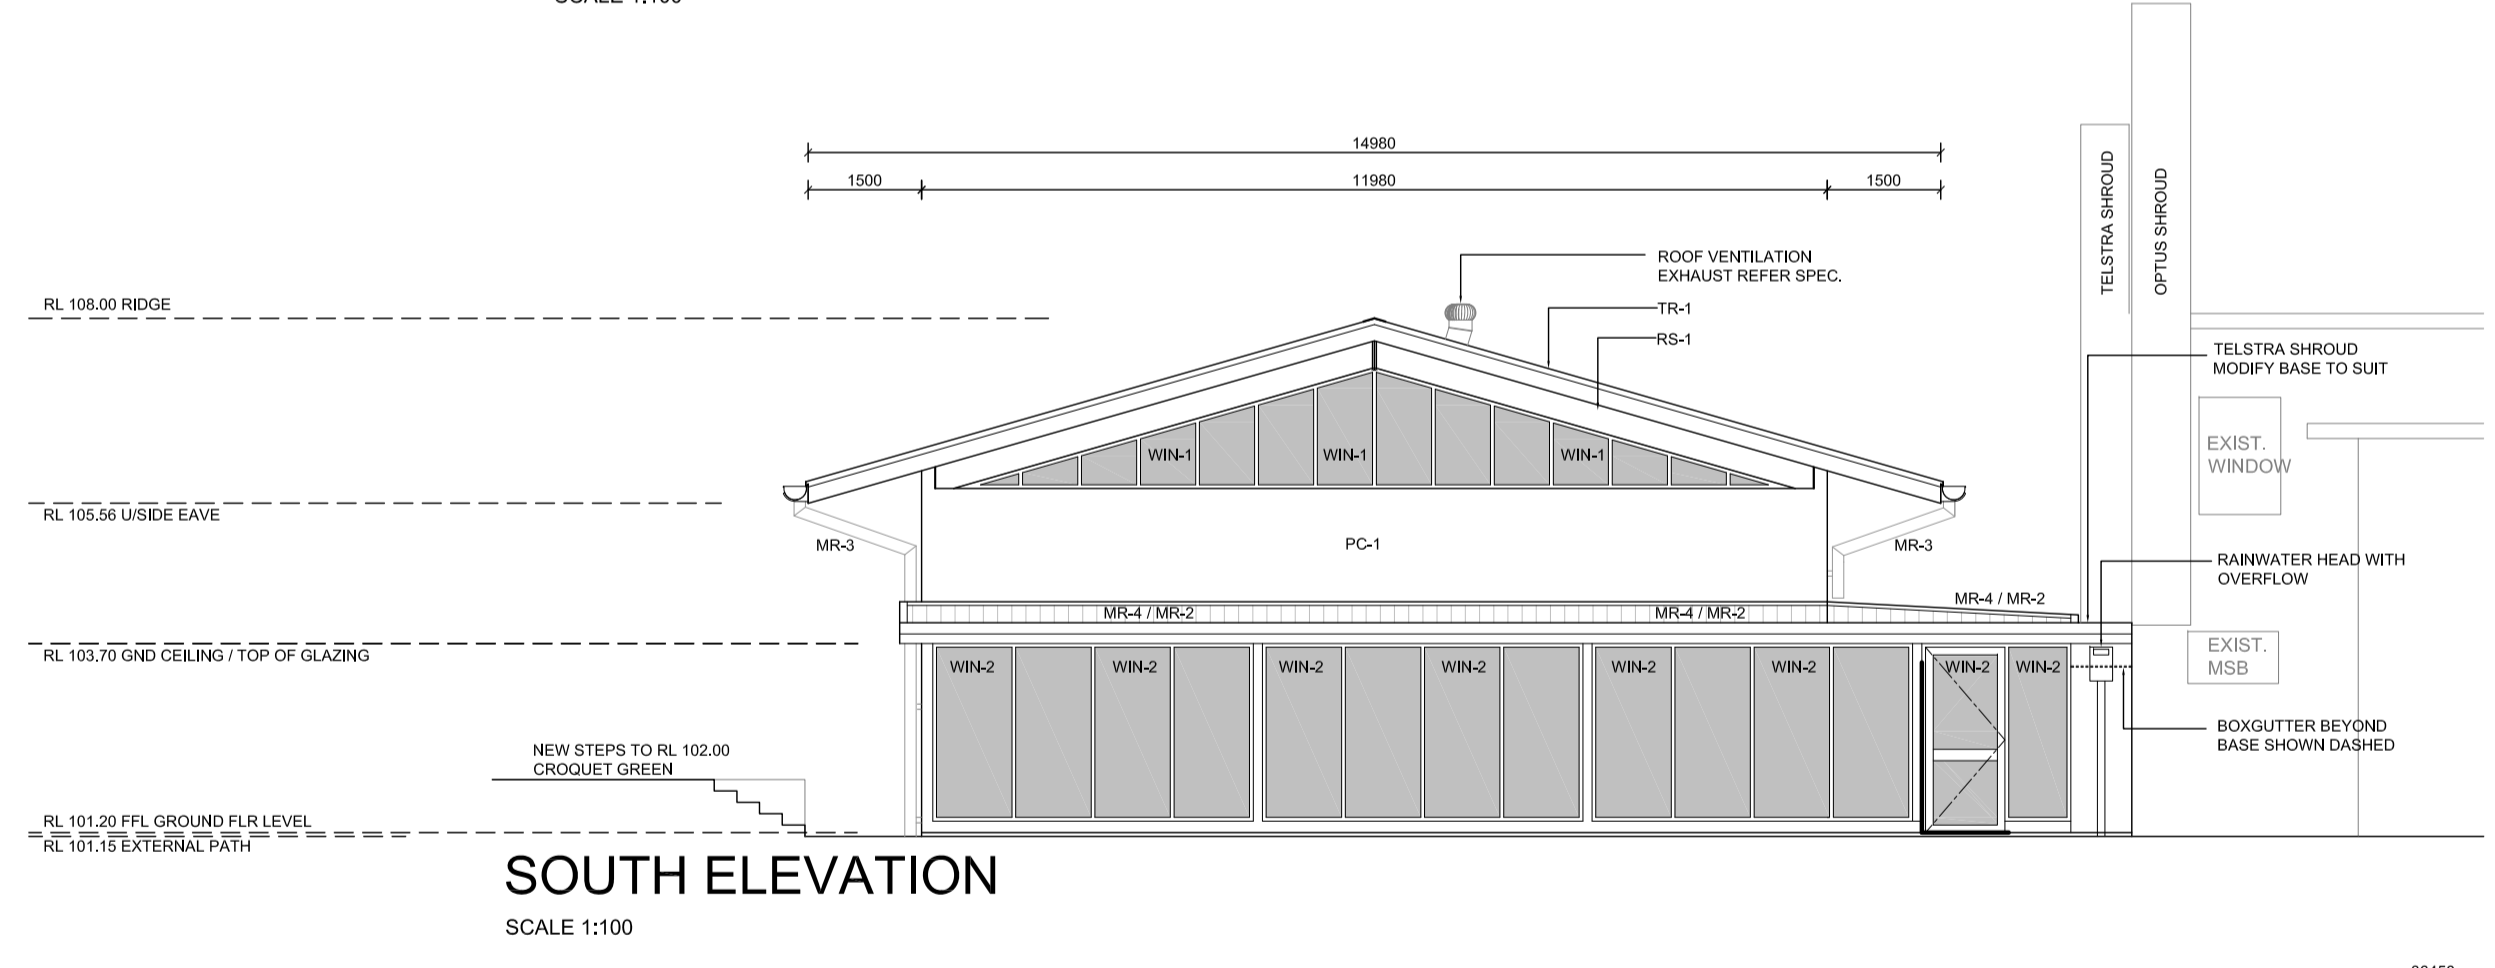 SCALE 1:100
14980
1500
11980
1500
TELSTRA SHROUD
OPTUS SHROUD
ROOF VENTILATION
EXHAUST REFER SPEC.
RL 108.00 RIDGE
TR-1
RS-1
TELSTRA SHROUD
MODIFY BASE TO SUIT
EXIST.
WINDOW
WIN-1
WIN-1
WIN-1
RL 105.56 U/SIDE EAVE
MR-3
PC-1
MR-3
RAINWATER HEAD WITH
OVERFLOW
MR-4 / MR-2
MR-4 / MR-2
MR-4 / MR-2
RL 103.70 GND CEILING / TOP OF GLAZING
EXIST.
MSB
WIN-2
WIN-2
WIN-2
WIN-2
WIN-2
WIN-2
WIN-2
WIN-2
BOXGUTTER BEYOND
BASE SHOWN DASHED
NEW STEPS TO RL 102.00
CROQUET GREEN
RL 101.20 FFL GROUND FLR LEVEL
RL 101.15 EXTERNAL PATH
SOUTH ELEVATION
SCALE 1:100